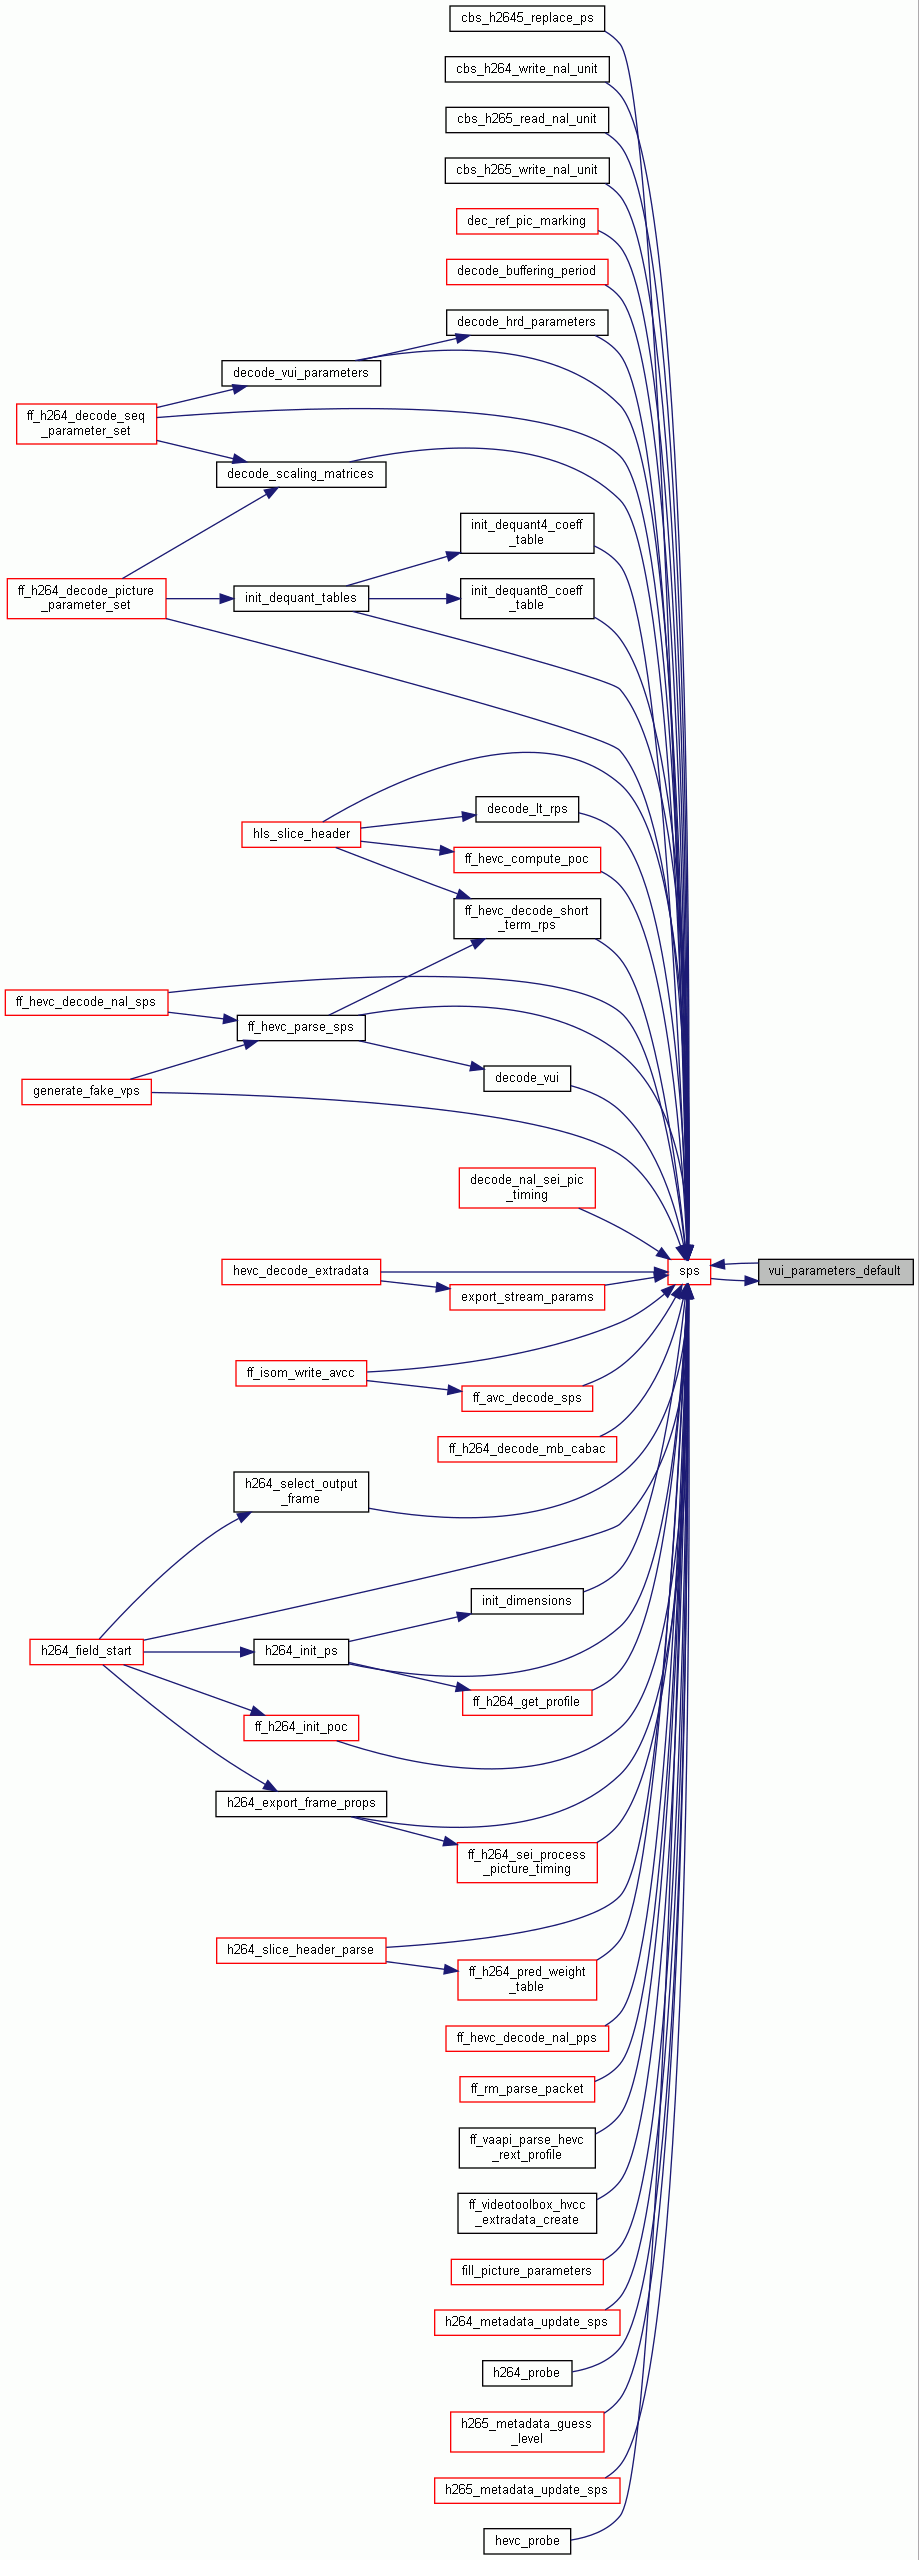 cbs_h2645_replace_ps
cbs_h264_write_nal_unit
cbs_h265_read_nal_unit
cbs_h265_write_nal_unit
dec_ref_pic_marking
decode_buffering_period
decode_hrd_parameters
decode_vui_parameters
ff_h264_decode_seq
_parameter_set
decode_scaling_matrices
init_dequant4_coeff
_table
ff_h264_decode_picture
_parameter_set
init_dequant_tables
init_dequant8_coeff
_table
decode_lt_rps
hls_slice_header
ff_hevc_compute_poc
ff_hevc_decode_short
_term_rps
ff_hevc_decode_nal_sps
ff_hevc_parse_sps
decode_vui
generate_fake_vps
decode_nal_sei_pic
_timing
hevc_decode_extradata
sps
vui_parameters_default
export_stream_params
ff_isom_write_avcc
ff_avc_decode_sps
ff_h264_decode_mb_cabac
h264_select_output
_frame
init_dimensions
h264_field_start
h264_init_ps
ff_h264_get_profile
ff_h264_init_poc
h264_export_frame_props
ff_h264_sei_process
_picture_timing
h264_slice_header_parse
ff_h264_pred_weight
_table
ff_hevc_decode_nal_pps
ff_rm_parse_packet
ff_vaapi_parse_hevc
_rext_profile
ff_videotoolbox_hvcc
_extradata_create
fill_picture_parameters
h264_metadata_update_sps
h264_probe
h265_metadata_guess
_level
h265_metadata_update_sps
hevc_probe